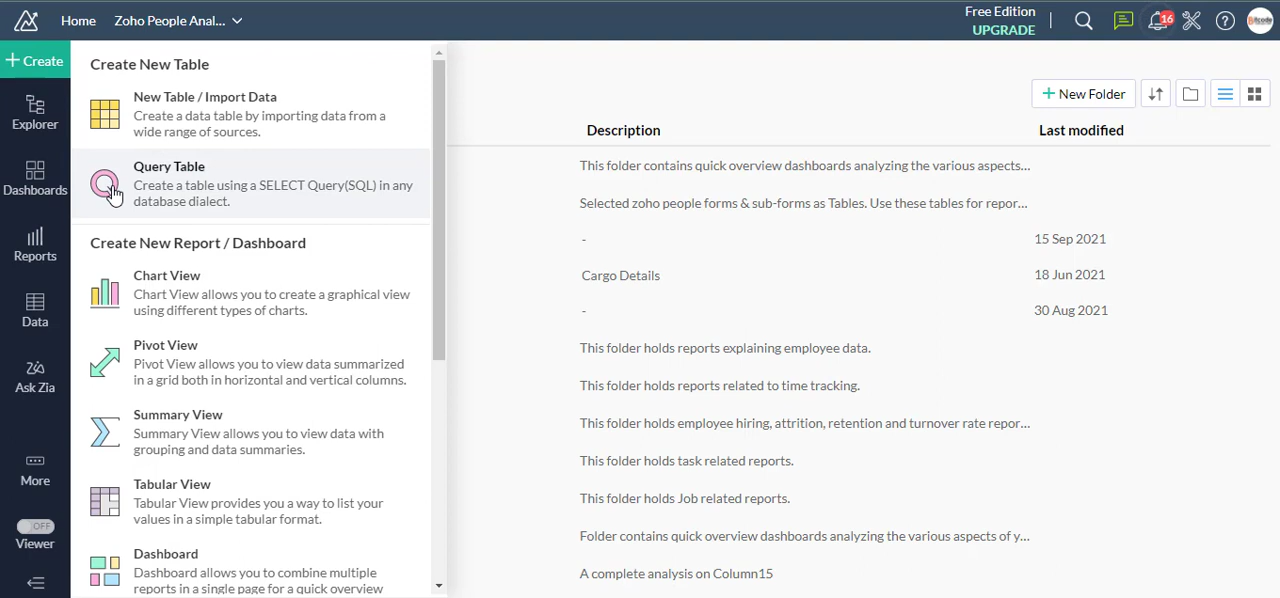 Home
Zoho People Anal...
Free Edition
UPGRADE
16
Bitcode
Create
Explorer
Dashboards
Reports
Data
Ask Zia
More
OFF
Viewer
Create New Table
New Table / Import Data
Create a data table by importing data from a
wide range of sources.
Query Table
Create a table using a SELECT Query(SQL) in any
database dialect.
Create New Report / Dashboard
Chart View
Chart View allows you to create a graphical view
using different types of charts.
Pivot View
Pivot View allows you to view data summarized
in a grid both in horizontal and vertical columns.
Summary View
Summary View allows you to view data with
grouping and data summaries.
Tabular View
Tabular View provides you a way to list your
values in a simple tabular format.
Dashboard
Dashboard allows you to combine multiple
reports in a single page for a quick overview
New Folder
Description Last modified
This folder contains quick overview dashboards analyzing the various aspects...
Selected zoho people forms & sub-forms as Tables. Use these tables for repor...
- 15 Sep 2021
Cargo Details 18 Jun 2021
- 30 Aug 2021
This folder holds reports explaining employee data.
This folder holds reports related to time tracking.
This folder holds employee hiring, attrition, retention and turnover rate repor...
This folder holds task related reports.
This folder holds Job related reports.
Folder contains quick overview dashboards analyzing the various aspects of y...
A complete analysis on Column15